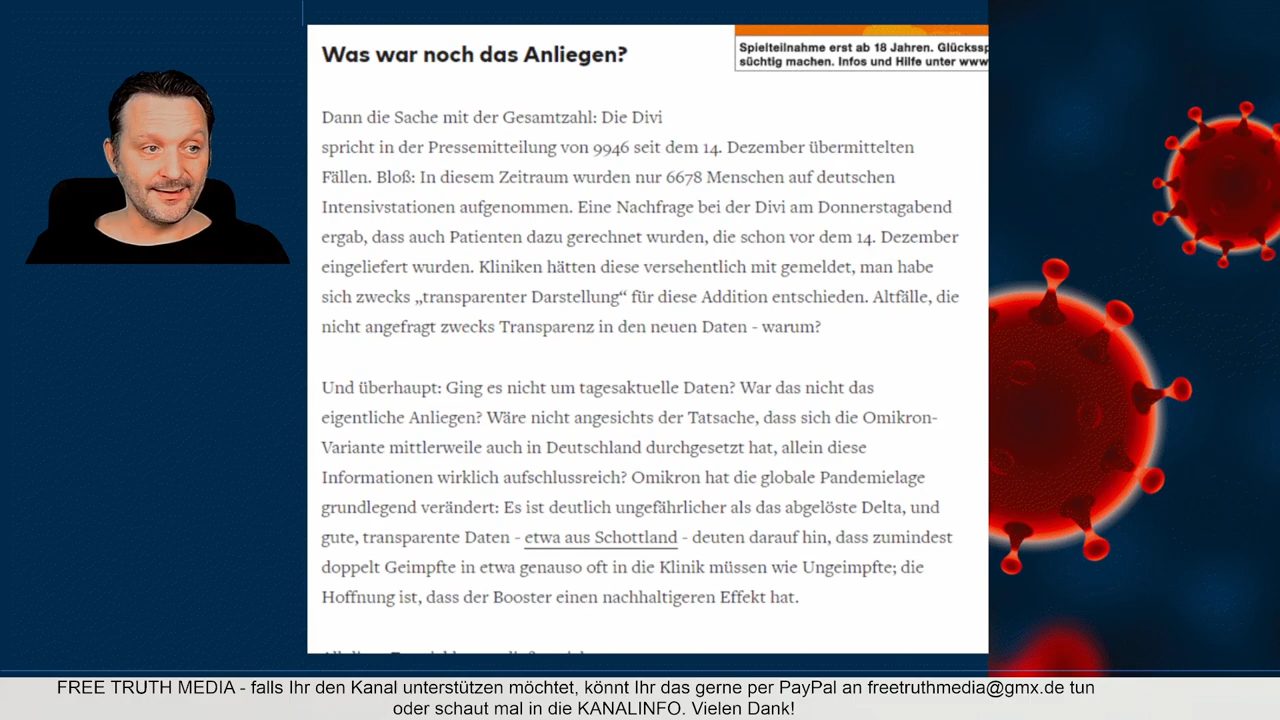 Was war noch das Anliegen?
Spielteilnahme erst ab 18 Jahren. Glückssp
süchtig machen. Infos und Hilfe unter www
Dann die Sache mit der Gesamtzahl: Die Divi
spricht in der Pressemitteilung von 9946 seit dem 14. Dezember übermittelten
Fällen. Bloß: In diesem Zeitraum wurden nur 6678 Menschen auf deutschen
Intensivstationen aufgenommen. Eine Nachfrage bei der Divi am Donnerstagabend
ergab, dass auch Patienten dazu gerechnet wurden, die schon vor dem 14. Dezember
eingeliefert wurden. Kliniken hätten diese versehentlich mit gemeldet, man habe
sich zwecks „transparenter Darstellung“ für diese Addition entschieden. Altfälle, die
nicht angefragt zwecks Transparenz in den neuen Daten - warum?
Und überhaupt: Ging es nicht um tagesaktuelle Daten? War das nicht das
eigentliche Anliegen? Wäre nicht angesichts der Tatsache, dass sich die Omikron-
Variante mittlerweile auch in Deutschland durchgesetzt hat, allein diese
Informationen wirklich aufschlussreich? Omikron hat die globale Pandemielage
grundlegend verändert: Es ist deutlich ungefährlicher als das abgelöste Delta, und
gute, transparente Daten - etwa aus Schottland - deuten darauf hin, dass zumindest
doppelt Geimpfte in etwa genauso oft in die Klinik müssen wie Ungeimpfte; die
Hoffnung ist, dass der Booster einen nachhaltigeren Effekt hat.
FREE TRUTH MEDIA - falls Ihr den Kanal unterstützen möchtet, könnt Ihr das gerne per PayPal an freetruthmedia@gmx.de tun
oder schaut mal in die KANALINFO. Vielen Dank!